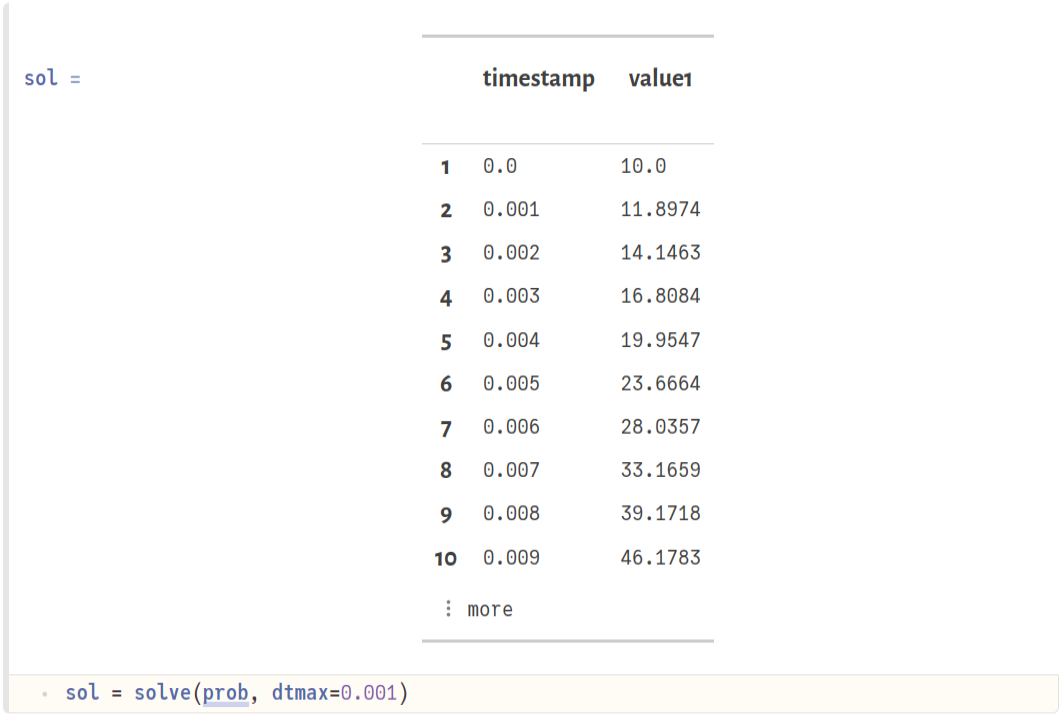 sol =
timestamp value1
1 0.0 10.0
2 0.001 11.8974
3 0.002 14.1463
4 0.003 16.8084
5 0.004 19.9547
6 0.005 23.6664
7 0.006 28.0357
8 0.007 33.1659
9 0.008 39.1718
10 0.009 46.1783
⋮ more
sol = solve(prob, dtmax=0.001)